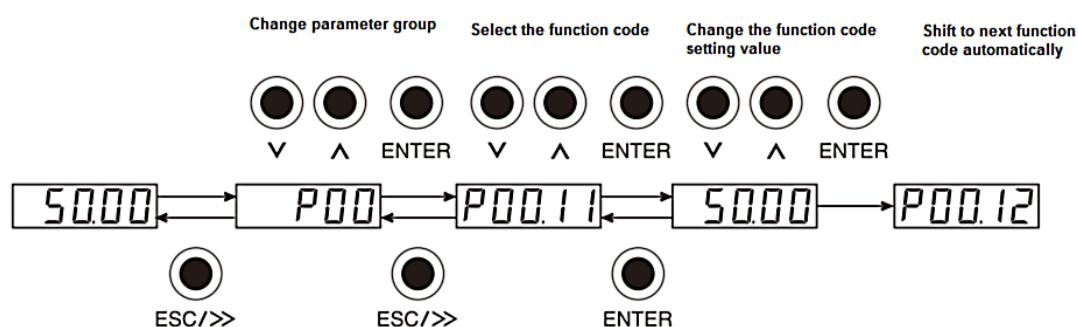 Change parameter group
Select the function code
Change the function code
setting value
Shift to next function
code automatically
∨ ∧ ENTER ∨ ∧ ENTER ∨ ∧ ENTER
50.00 P00 P00.11 50.00 P00.12
ESC/>> ESC/>> ENTER